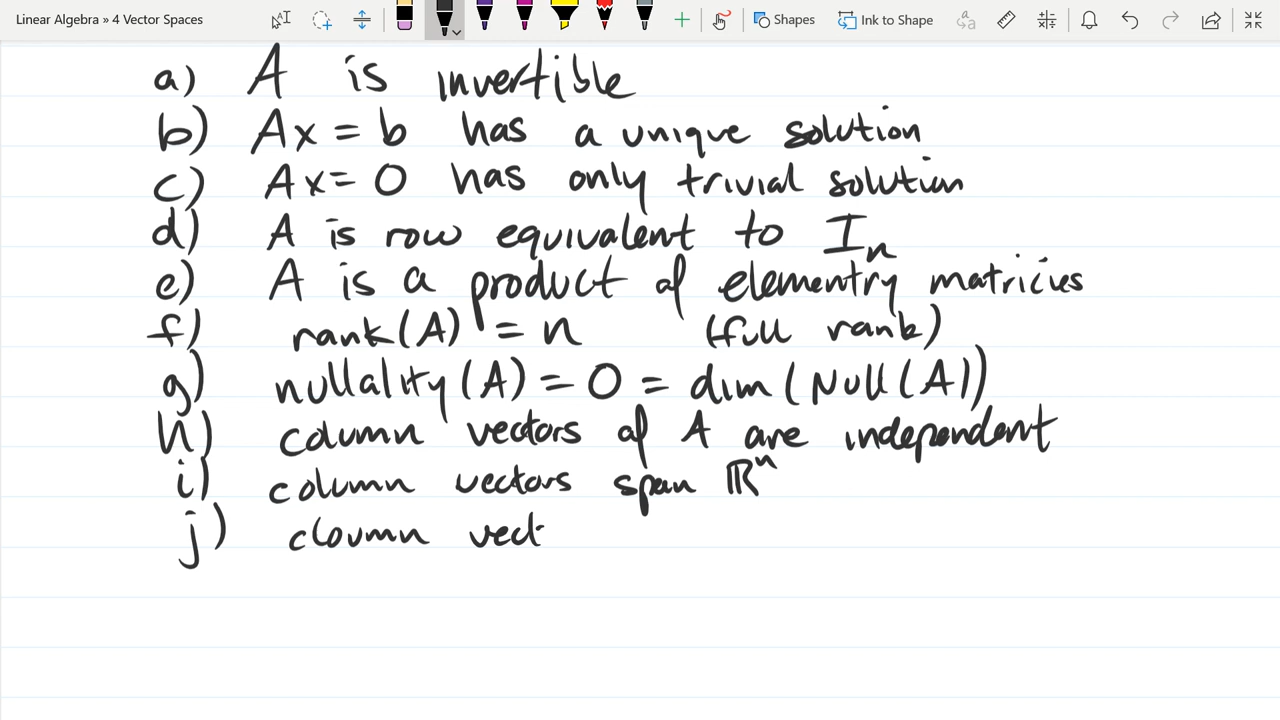 Linear Algebra » 4 Vector Spaces
Shapes
Ink to Shape
a) A is invertible
b) Ax = b has a unique solution
c) Ax = 0 has only trivial solution
d) A is row equivalent to Iₙ
e) A is a product of elementry matricies
f) rank(A) = n (full rank)
g) nullality(A) = 0 = dim(Null(A))
h) column vectors of A are independent
i) column vectors span ℝⁿ
j) cloumn vect